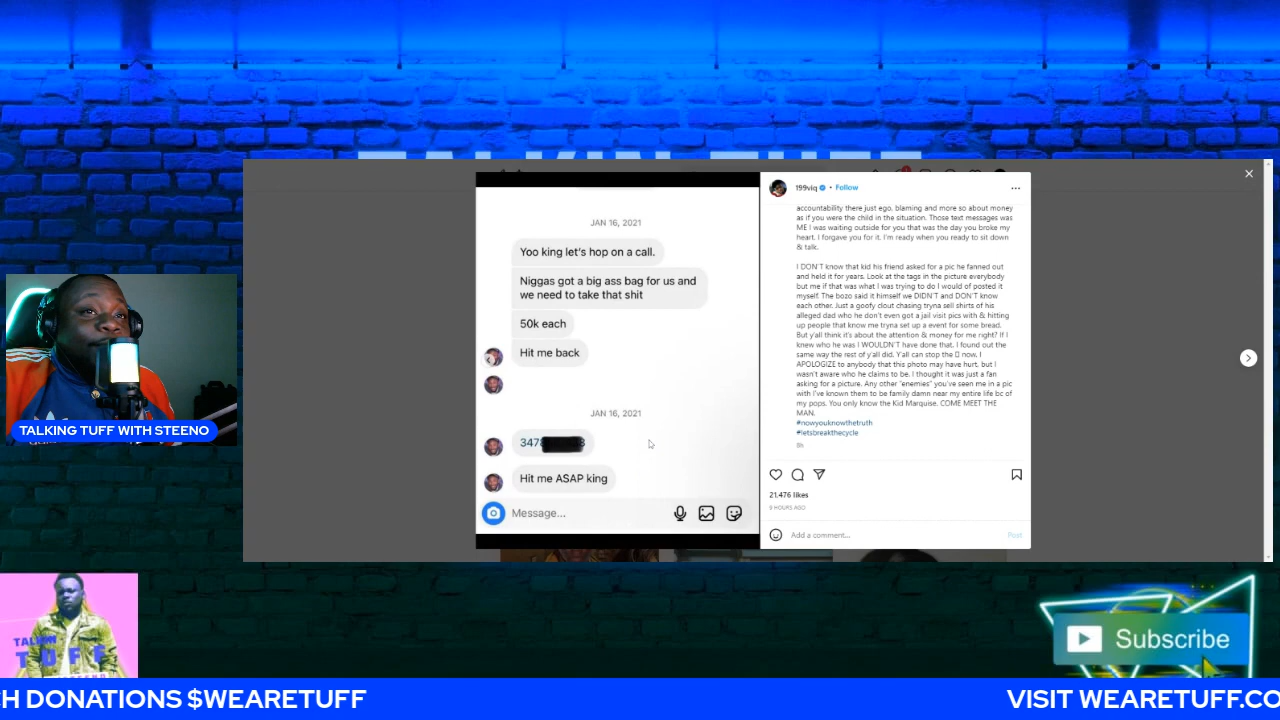 TALKIN TUFF
JAN 16, 2021
Yoo king let's hop on a call.
Niggas got a big ass bag for us and
we need to take that shit
50k each
Hit me back
JAN 16, 2021
347
3
Hit me ASAP king
Message...
199viq • Follow
accountability there just ego, blaming and more so about money
as if you were the child in the situation. Those text messages was
ME I was waiting outside for you that was the day you broke my
heart. I forgave you for it. I'm ready when you ready to sit down
& talk.
I DON'T know that kid his friend asked for a pic he fanned out
and held it for years. Look at the tags in the picture everybody
but me if that was what I was trying to do I would of posted it
myself. The bozo said it himself we DIDN'T and DON'T know
each other. Just a goofy clout chasing tryna sell shirts of his
alleged dad who he don't even got a jail visit pics with & hitting
up people that know me tryna set up a event for some bread.
But y'all think it's about the attention & money for me right? If I
knew who he was I WOULDN'T have done that. I found out the
same way the rest of y'all did. Y'all can stop the now. I
APOLOGIZE to anybody that this photo may have hurt, but I
wasn't aware who he claims to be. I thought it was just a fan
asking for a picture. Any other "enemies" you've seen me in a pic
with I've known them to be family damn near my entire life bc of
my pops. You only know the Kid Marquise. COME MEET THE
MAN.
#nowyouknowthetruth
#letsbreakthecycle
21,476 likes
9 HOURS AGO
Add a comment...
Post
TALKING TUFF WITH STEENO
TALKIN
TUFF
Subscribe
H DONATIONS $WEARETUFF
VISIT WEARETUFF.CO